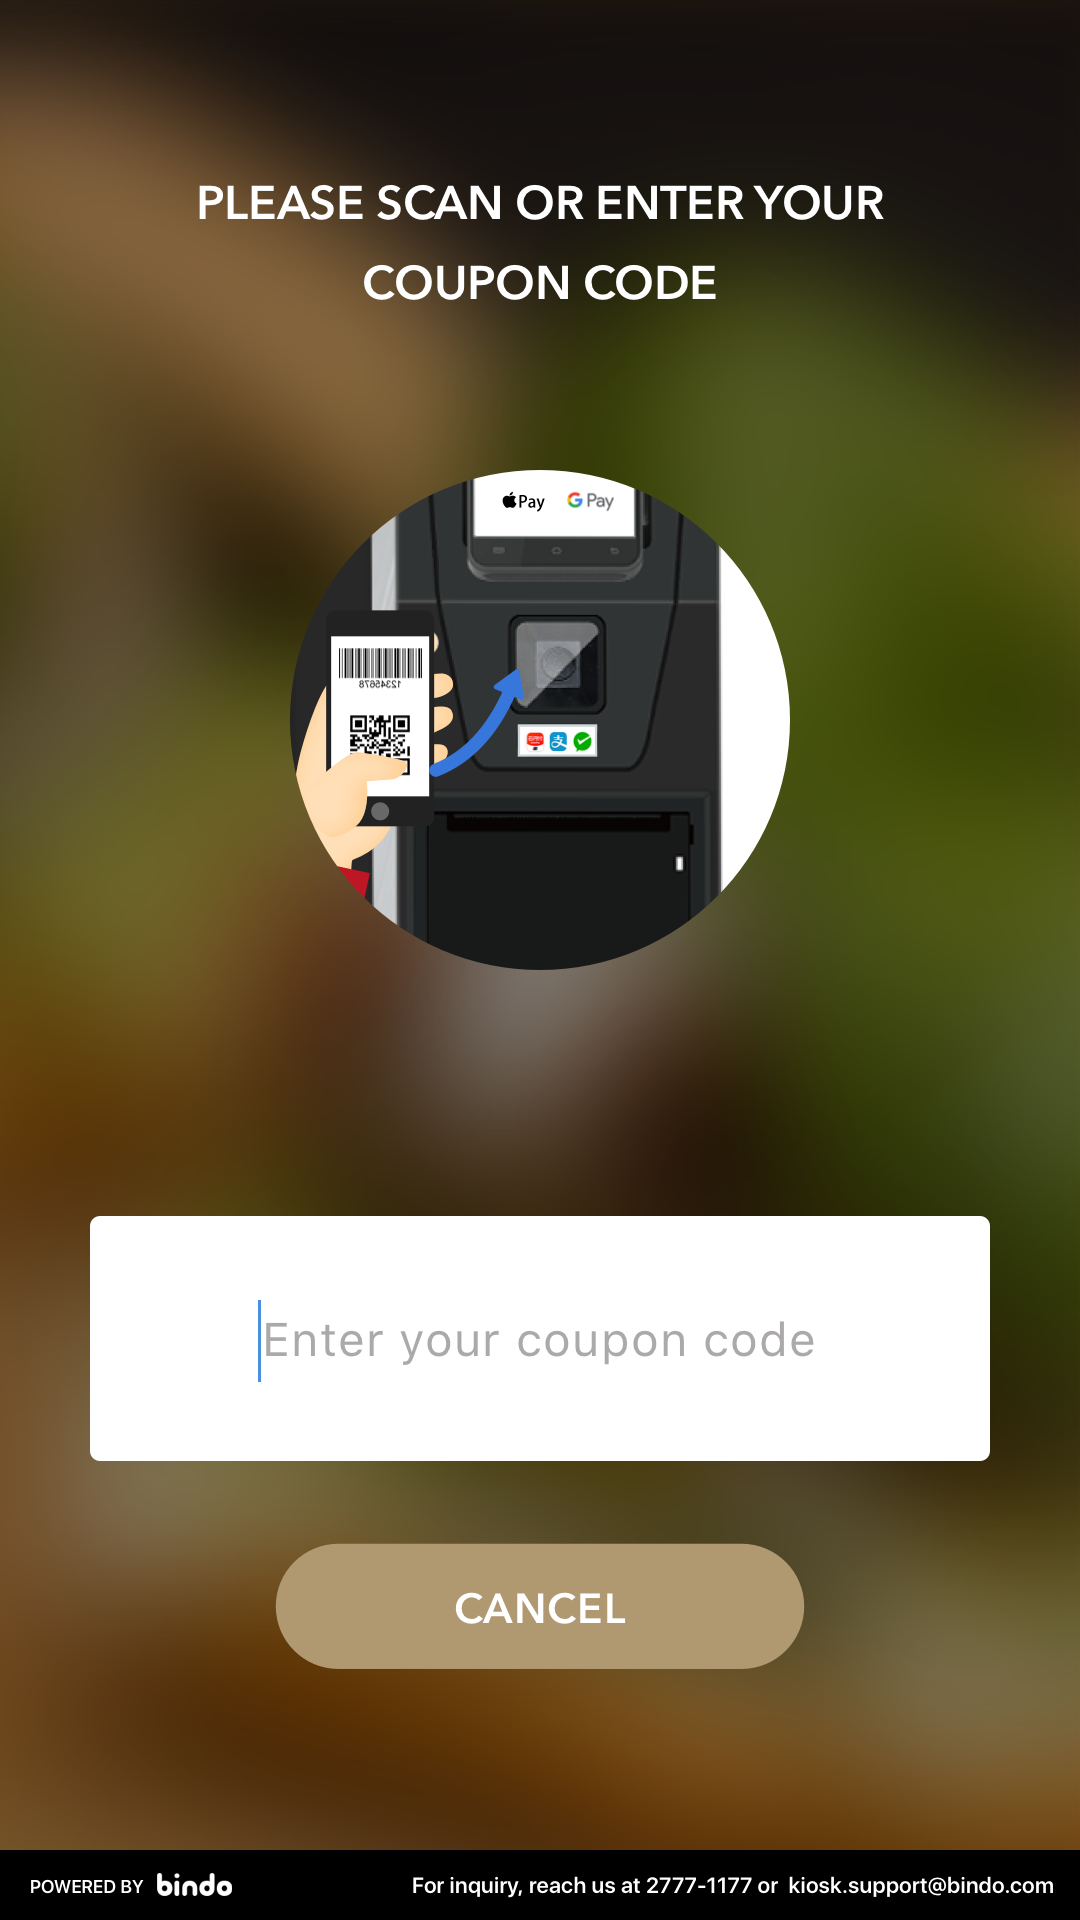 PLEASE SCAN OR ENTER YOUR
COUPON CODE
Pay G Pay
12345678
支
Enter your coupon code
CANCEL
POWERED BY bindo For inquiry, reach us at 2777-1177 or kiosk.support@bindo.com